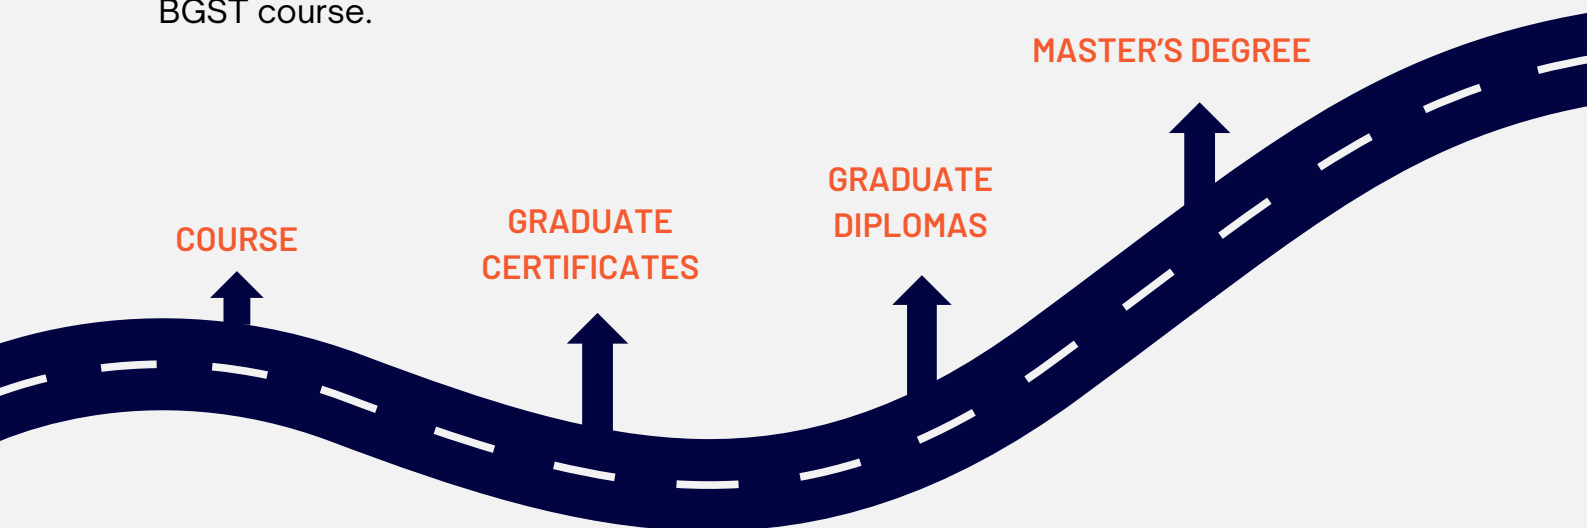 BGST course.
MASTER’S DEGREE
GRADUATE
DIPLOMAS
GRADUATE
CERTIFICATES
COURSE